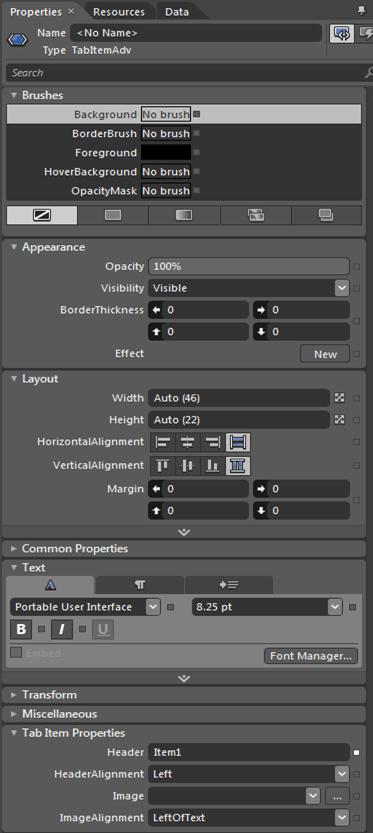 Properties × Resources Data
Name <No Name>
Type TabItemAdv
Search
Brushes
Background No brush
BorderBrush No brush
Foreground
HoverBackground No brush
OpacityMask No brush
Appearance
Opacity 100%
Visibility Visible
BorderThickness 0 0
0 0
Effect New
Layout
Width Auto (46)
Height Auto (22)
HorizontalAlignment
VerticalAlignment
Margin 0 0
0 0
Common Properties
Text
A ¶
Portable User Interface 8.25 pt
B I U
Embed
Font Manager...
Transform
Miscellaneous
Tab Item Properties
Header Item1
HeaderAlignment Left
Image ...
ImageAlignment LeftOfText